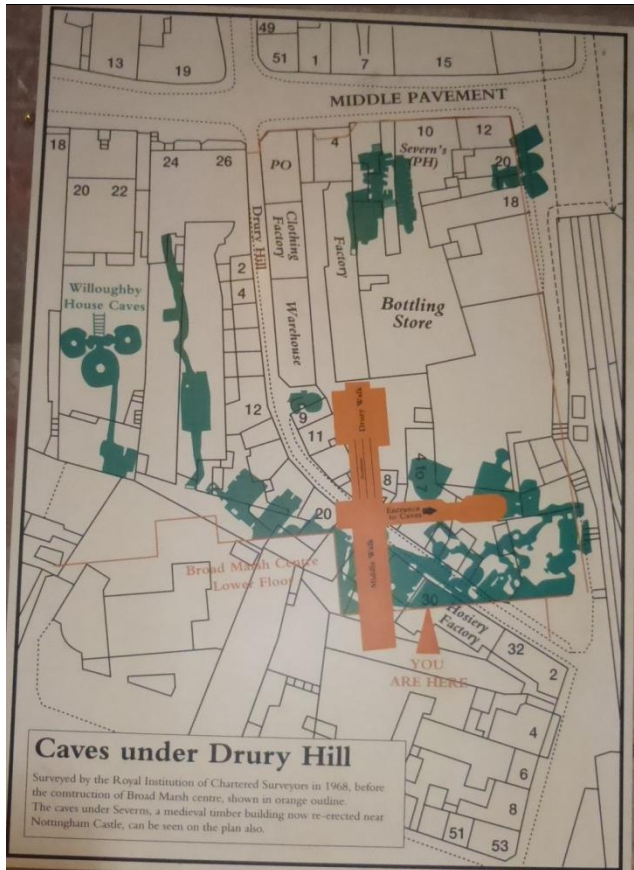 49
13
19
51
1
7
15
MIDDLE PAVEMENT
18
24
26
PO
4
10
12
Severn's
(PH)
20
20
22
18
Drury Hill
Clothing
Factory
Factory
2
4
Willoughby
House Caves
Warehouse
Bottling
Store
Drury Walk
12
9
11
8
4 to
7
20
Entrance
to Caves
Middle Walk
Broad Marsh Centre
Lower Floor
30
Hosiery
Factory
32
2
YOU
ARE HERE
4
6
8
51
53
Caves under Drury Hill
Surveyed by the Royal Institution of Chartered Surveyors in 1968, before
the construction of Broad Marsh centre, shown in orange outline.
The caves under Severns, a medieval timber building now re-erected near
Nottingham Castle, can be seen on the plan also.